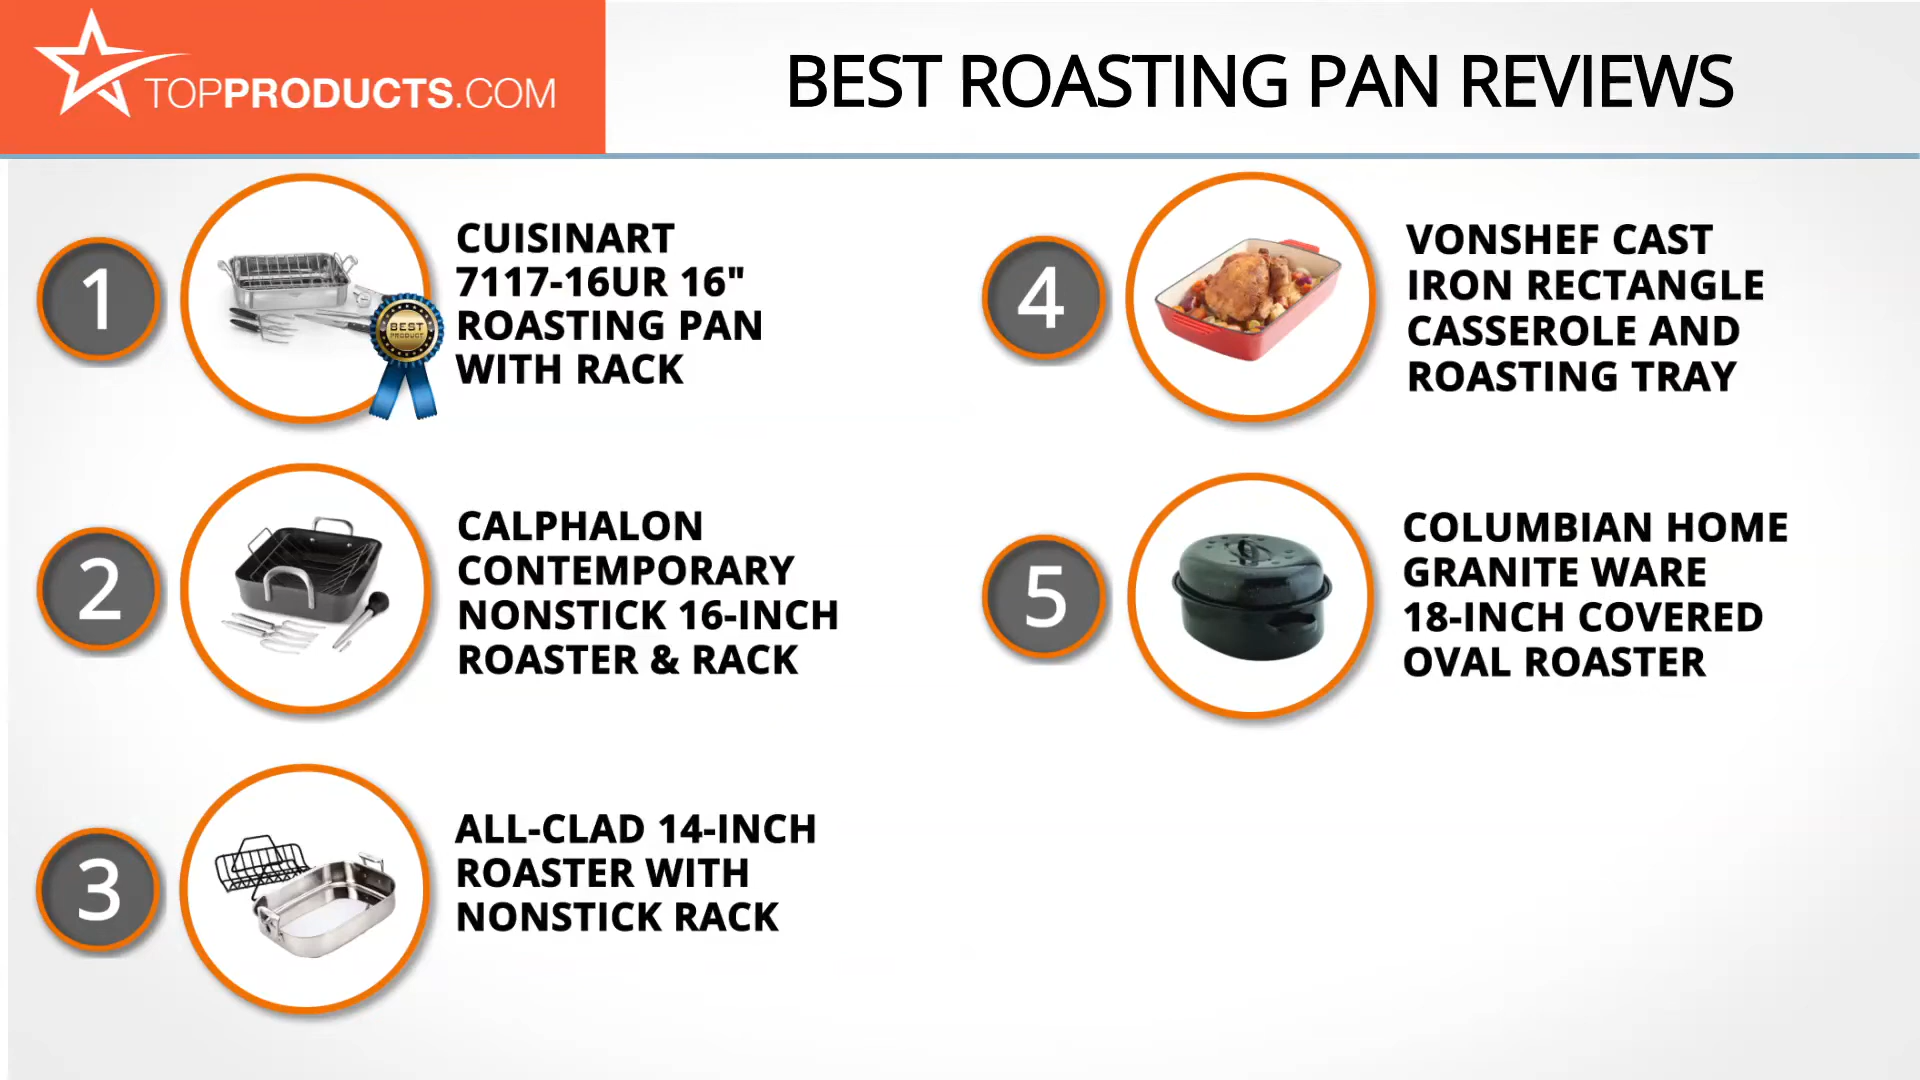 TOPPRODUCTS.COM
BEST ROASTING PAN REVIEWS
1
CUISINART
7117-16UR 16"
ROASTING PAN
WITH RACK
BEST
PRODUCT
2
CALPHALON
CONTEMPORARY
NONSTICK 16-INCH
ROASTER & RACK
3
ALL-CLAD 14-INCH
ROASTER WITH
NONSTICK RACK
4
VONSHEF CAST
IRON RECTANGLE
CASSEROLE AND
ROASTING TRAY
5
COLUMBIAN HOME
GRANITE WARE
18-INCH COVERED
OVAL ROASTER